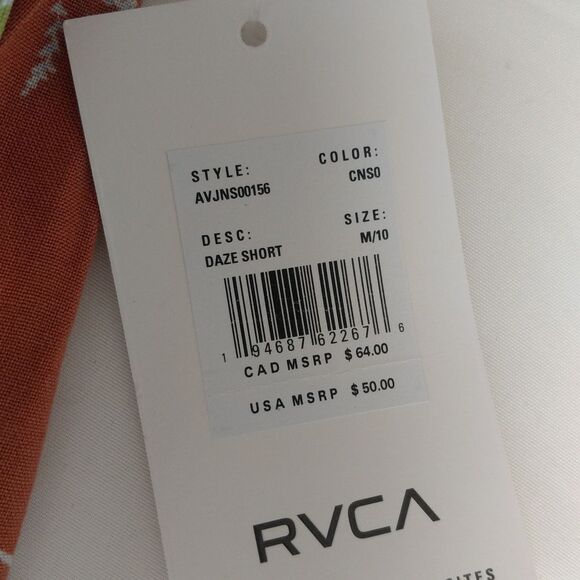 STYLE: COLOR:
AVJNS00156 CNS0
DESC: SIZE:
DAZE SHORT M/10
1 94687 62267 6
CAD MSRP $ 64.00
USA MSRP $ 50.00
RVCA